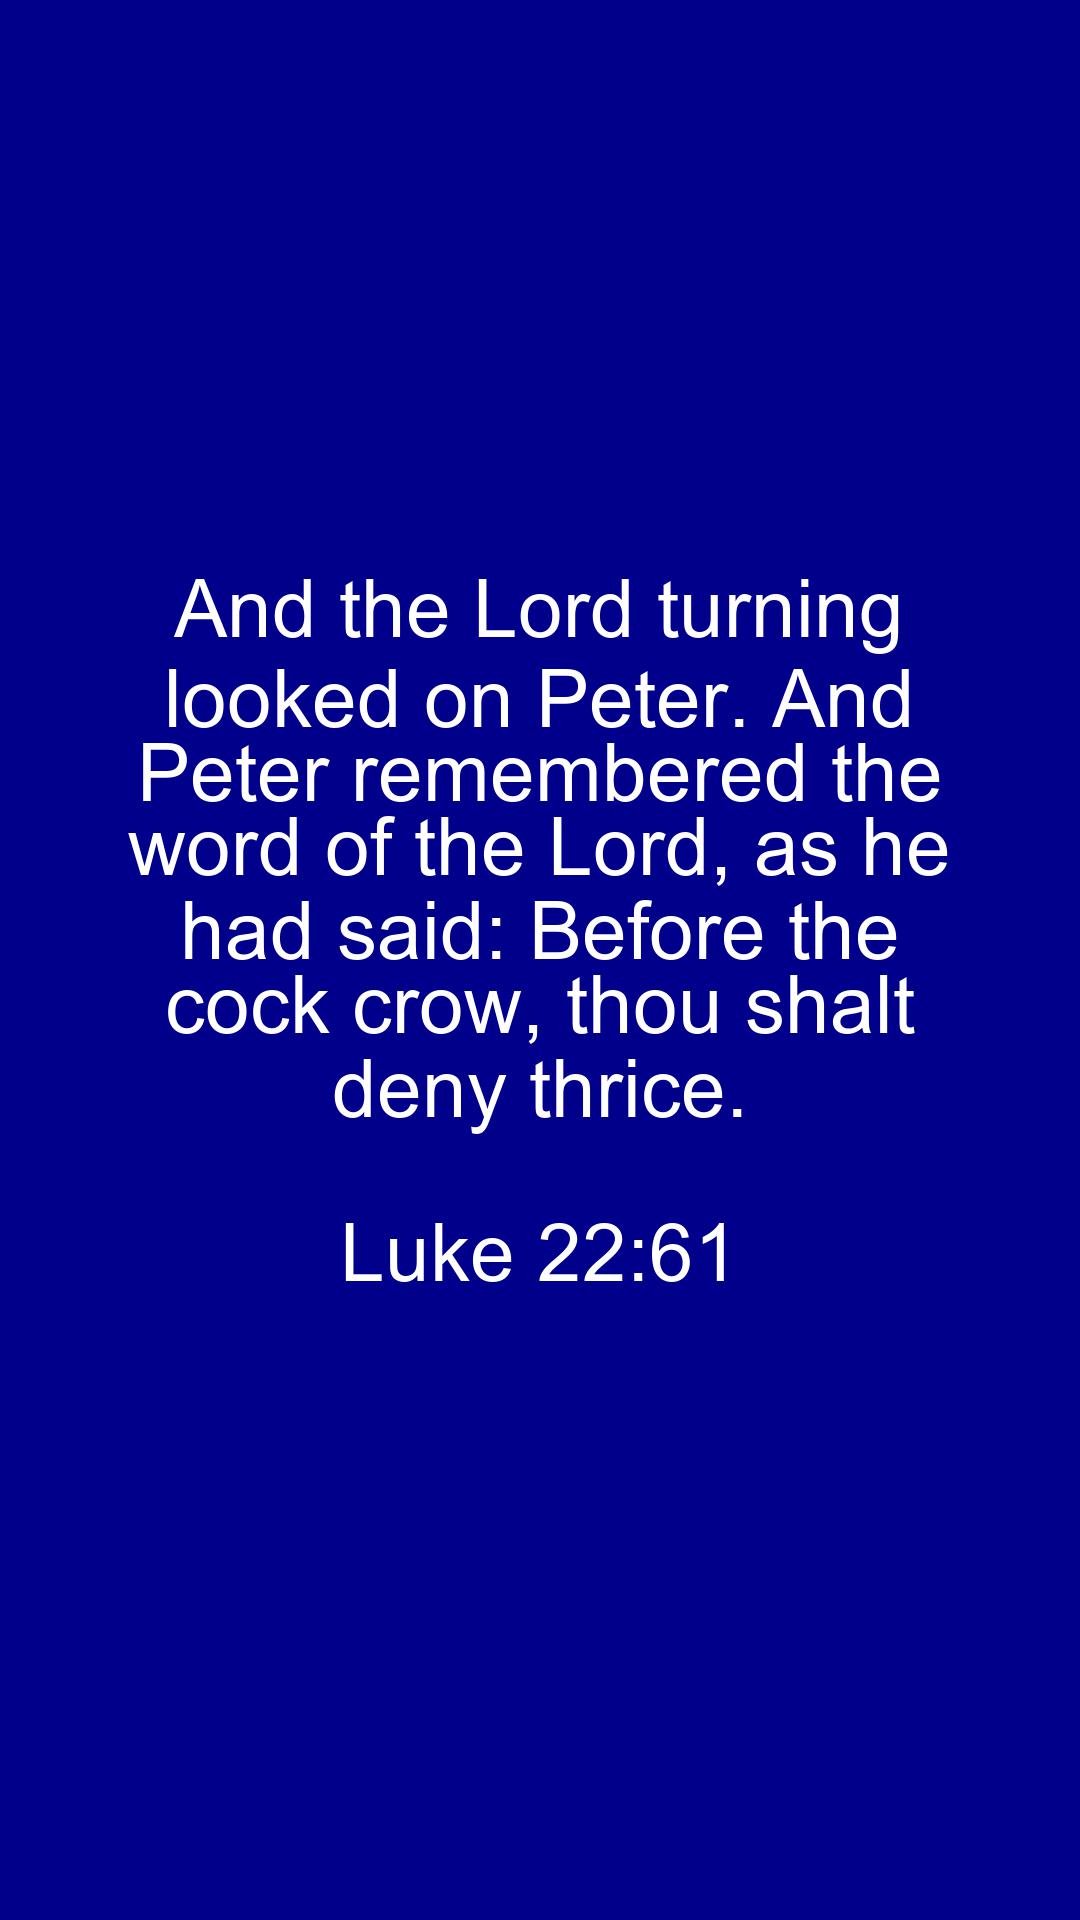 And the Lord turning
looked on Peter. And
Peter remembered the
word of the Lord, as he
had said: Before the
cock crow, thou shalt
deny thrice.
Luke 22:61